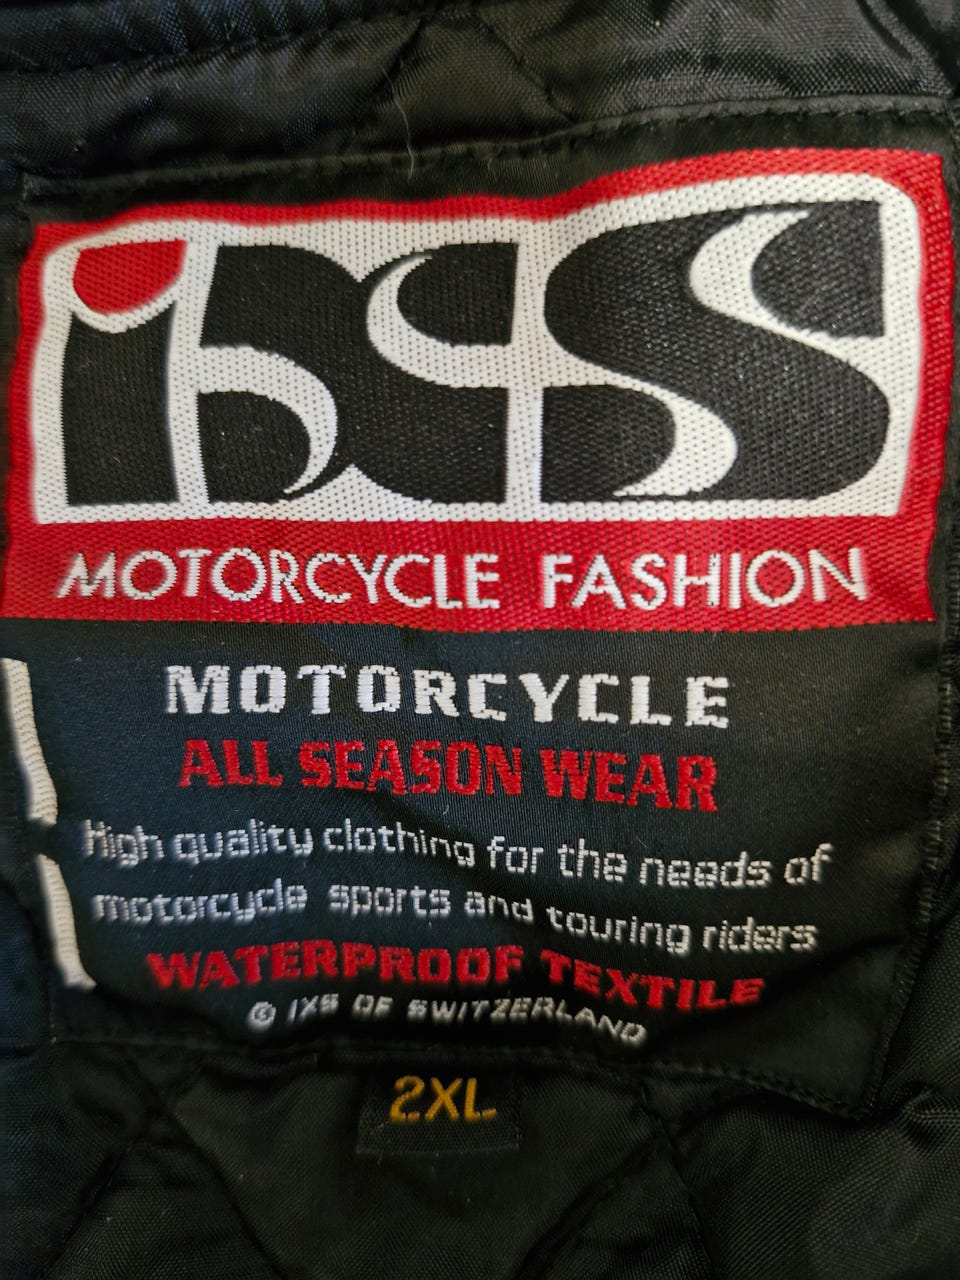 ixs
MOTORCYCLE FASHION
MOTORCYCLE
ALL SEASON WEAR
High quality clothing for the needs of
motorcycle sports and touring riders
WATERPROOF TEXTILE
© IXS OF SWITZERLAND
2XL